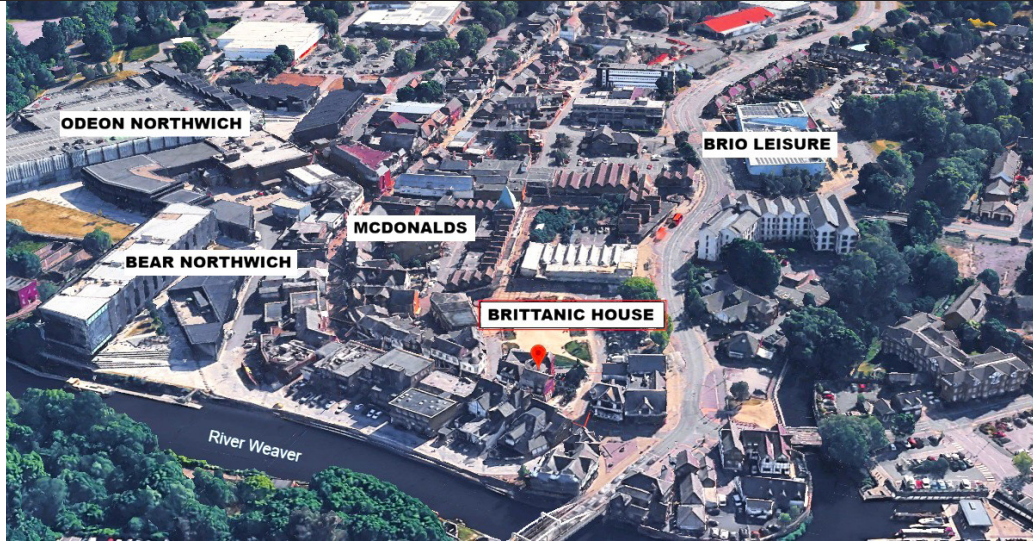 ODEON NORTHWICH
BRIO LEISURE
MCDONALDS
BEAR NORTHWICH
BRITTANIC HOUSE
River Weaver